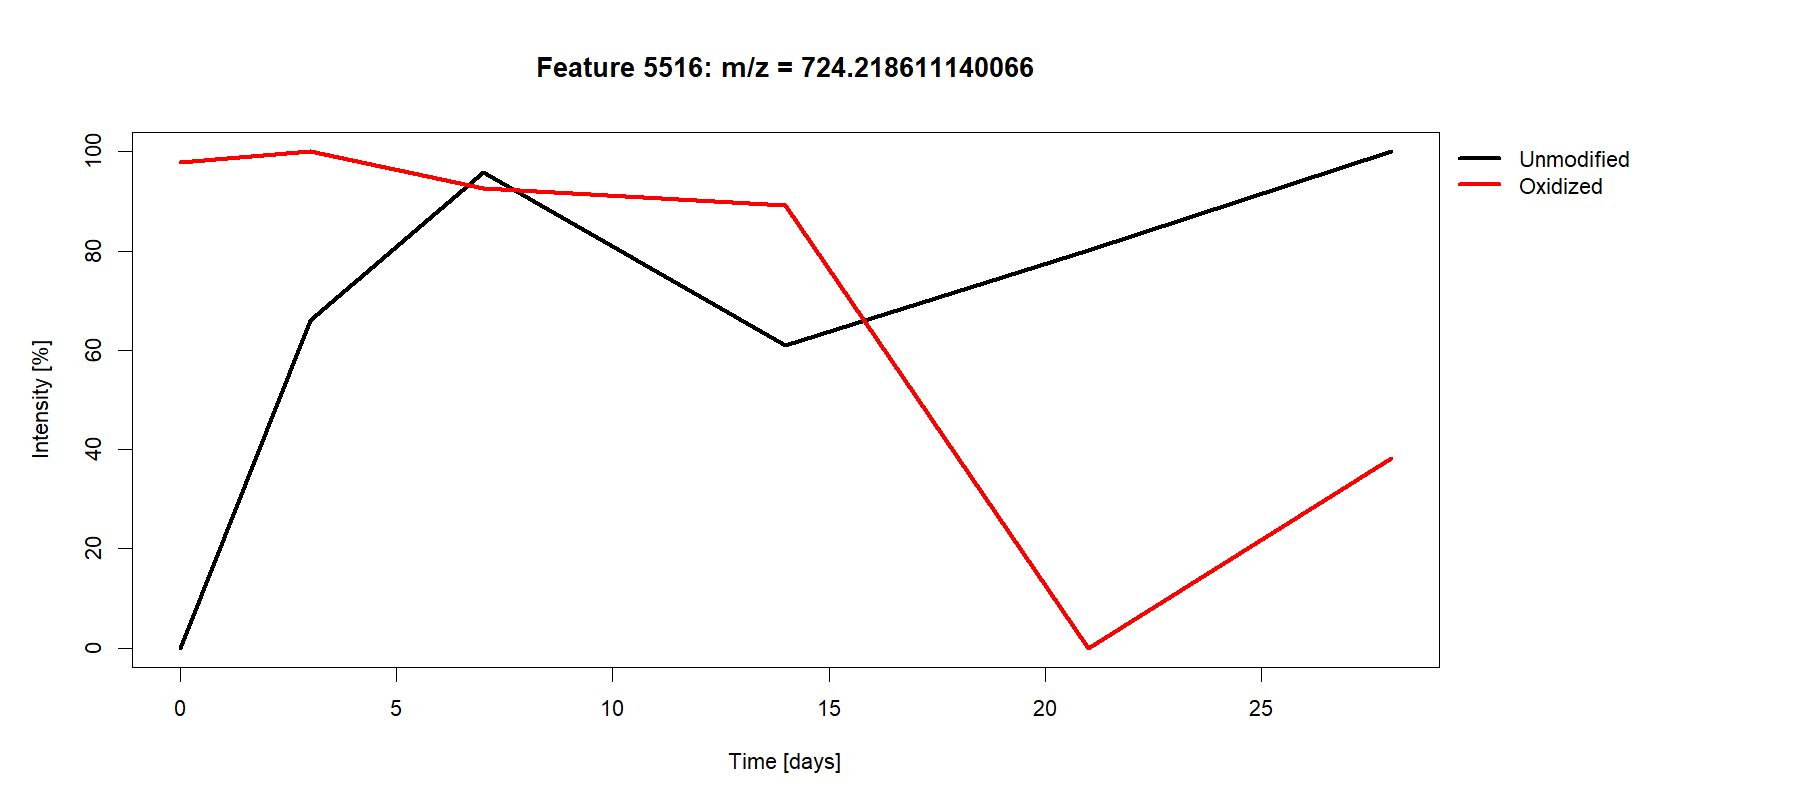 Feature 5516: m/z = 724.218611140066
Unmodified
Oxidized
Intensity [%]
100
80
60
40
20
0
0 5 10 15 20 25
Time [days]